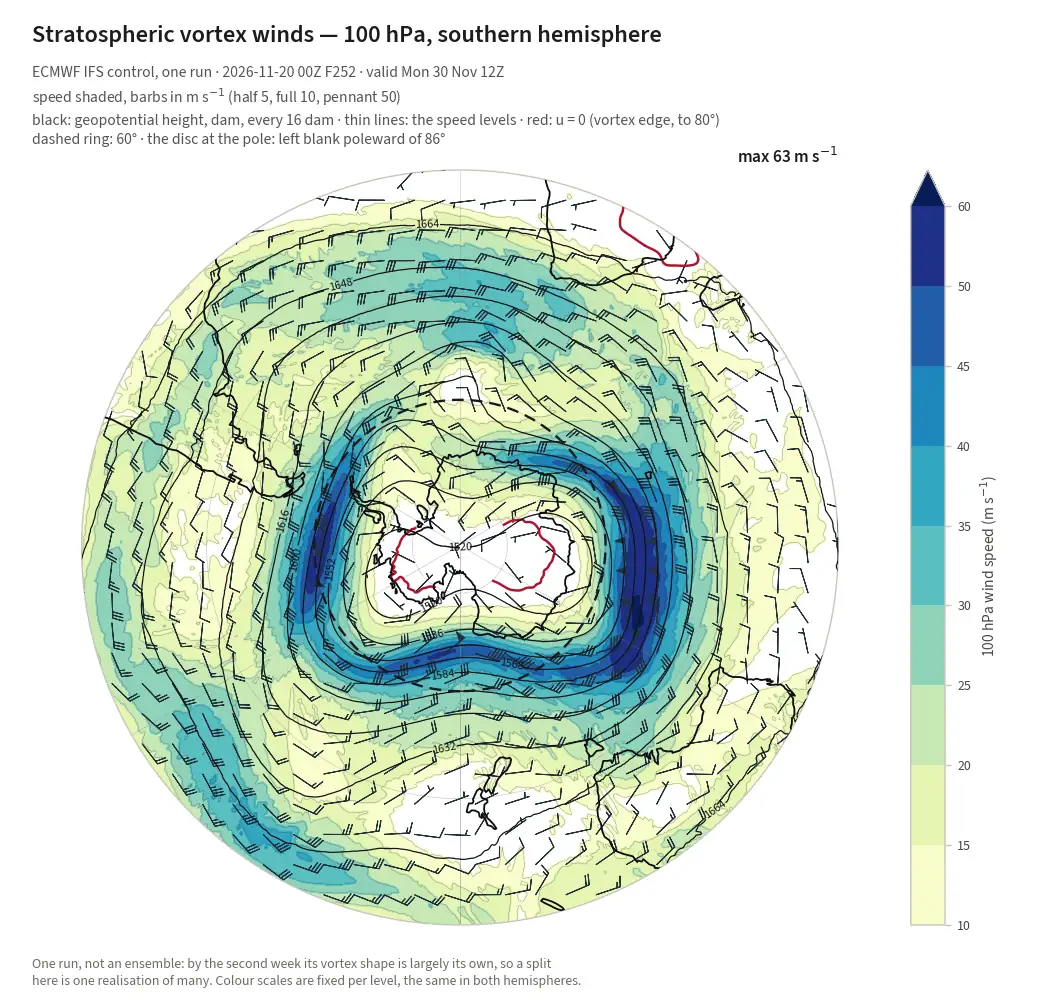 Stratospheric vortex winds — 100 hPa, southern hemisphere
ECMWF IFS control, one run · 2026-11-20 00Z F252 · valid Mon 30 Nov 12Z
speed shaded, barbs in m s⁻¹ (half 5, full 10, pennant 50)
black: geopotential height, dam, every 16 dam · thin lines: the speed levels · red: u = 0 (vortex edge, to 80°)
dashed ring: 60° · the disc at the pole: left blank poleward of 86°
max 63 m s⁻¹
1664
1648
1616
1600
1552
1520
1536
1584
1568
1632
1664
60
50
45
40
35
30
25
20
15
10
100 hPa wind speed (m s⁻¹)
One run, not an ensemble: by the second week its vortex shape is largely its own, so a split
here is one realisation of many. Colour scales are fixed per level, the same in both hemispheres.